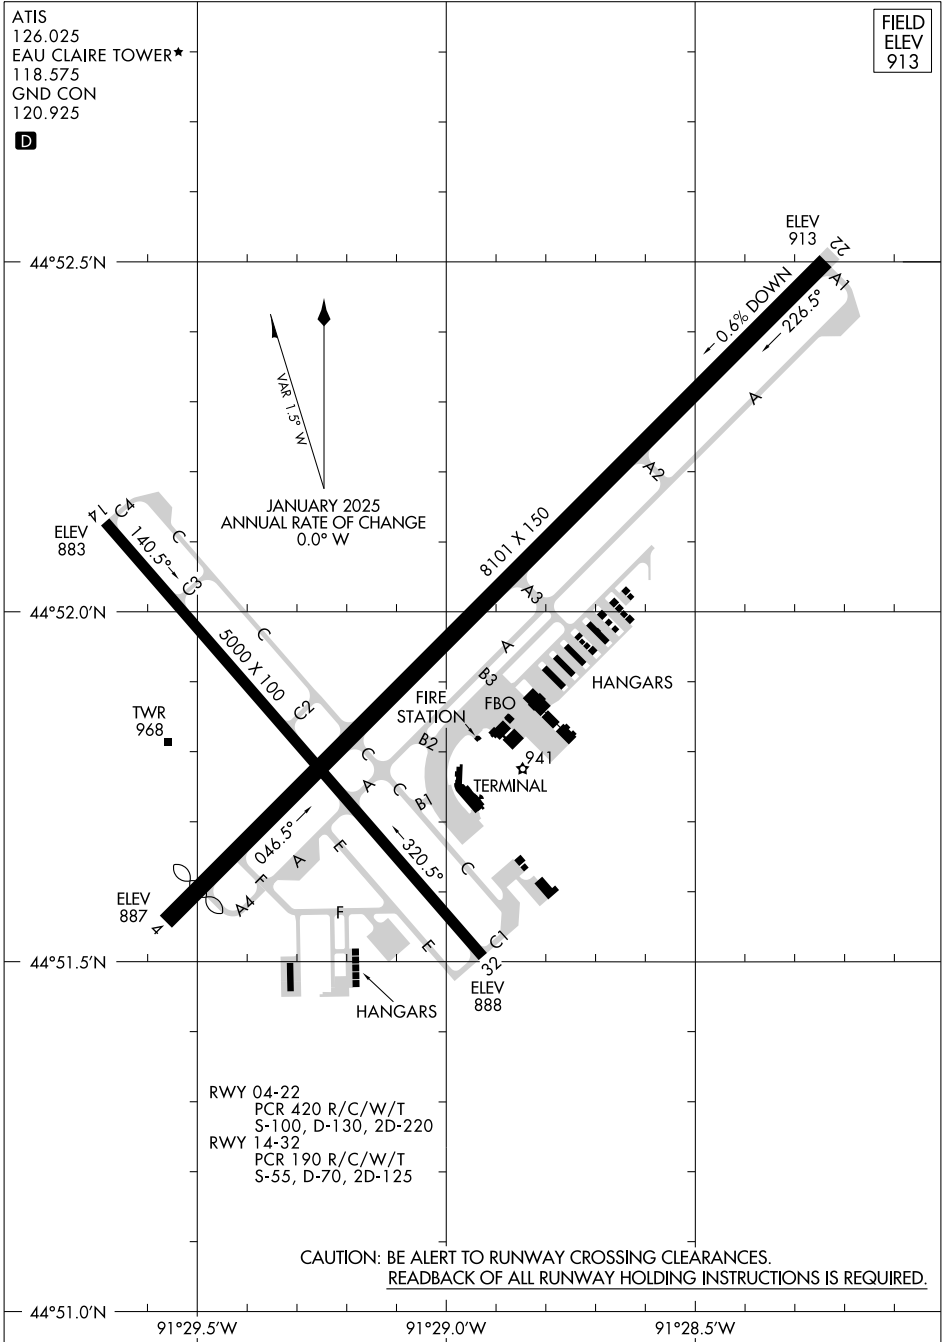 ATIS
126.025
EAU CLAIRE TOWER★
118.575
GND CON
120.925
D
FIELD
ELEV
913
ELEV
913
22
44°52.5'N
A1
0.6% DOWN
226.5°
A
VAR 1.5° W
A2
JANUARY 2025
ANNUAL RATE OF CHANGE
0.0° W
8101 X 150
14
C4
ELEV
883
140.5°
C
C3
A3
44°52.0'N
C
5000 X 100
A
B3
HANGARS
FIRE
STATION
FBO
C2
TWR
968
B2
C
941
A
C
B1
TERMINAL
046.5°
E
320.5°
A
C
F
ELEV
887
A4
F
4
E
C1
44°51.5'N
32
ELEV
888
HANGARS
RWY 04-22
PCR 420 R/C/W/T
S-100, D-130, 2D-220
RWY 14-32
PCR 190 R/C/W/T
S-55, D-70, 2D-125
CAUTION: BE ALERT TO RUNWAY CROSSING CLEARANCES.
READBACK OF ALL RUNWAY HOLDING INSTRUCTIONS IS REQUIRED.
44°51.0'N
91°29.5'W
91°29.0'W
91°28.5'W